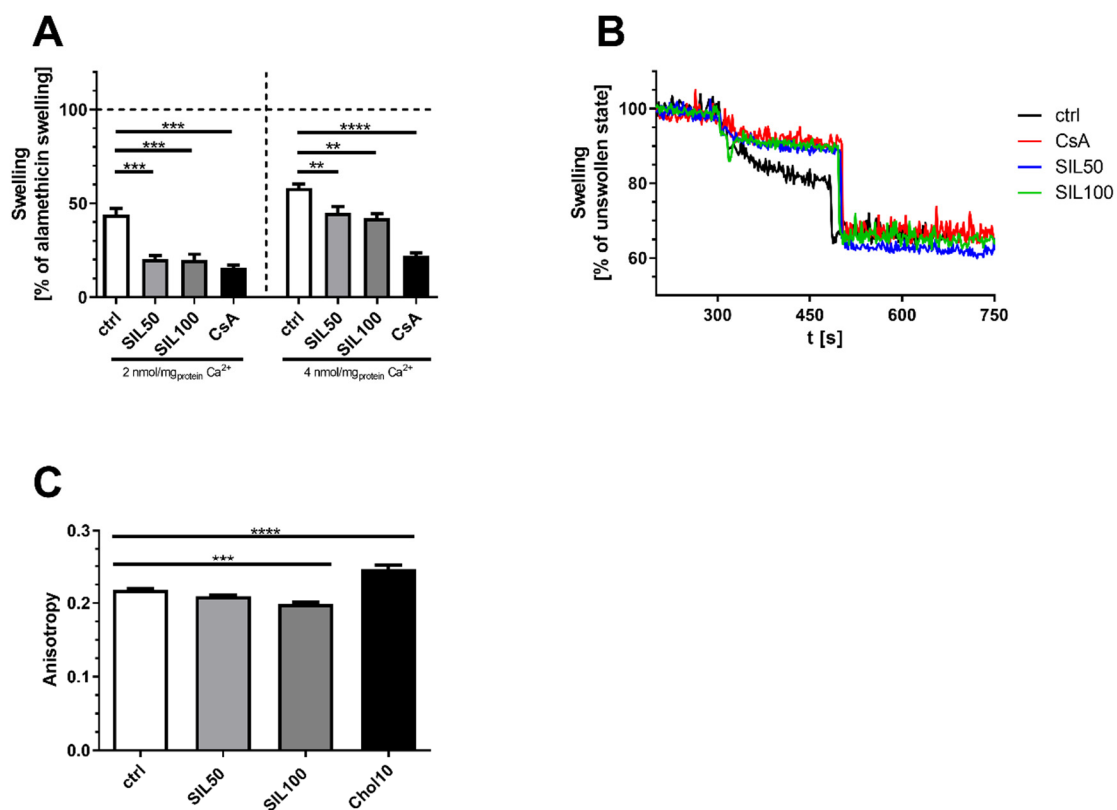 A
Swelling
[% of alamethicin swelling]
100
50
0
***
***
***
****
**
**
ctrl
SIL50
SIL100
CsA
ctrl
SIL50
SIL100
CsA
2 nmol/mgprotein Ca2+
4 nmol/mgprotein Ca2+
B
Swelling
[% of unswollen state]
100
80
60
300
450
600
750
t [s]
ctrl
CsA
SIL50
SIL100
C
Anisotropy
0.3
0.2
0.1
0.0
****
***
ctrl
SIL50
SIL100
Chol10